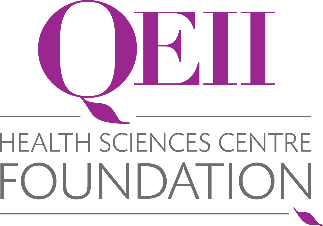 QEII
HEALTH SCIENCES CENTRE
FOUNDATION